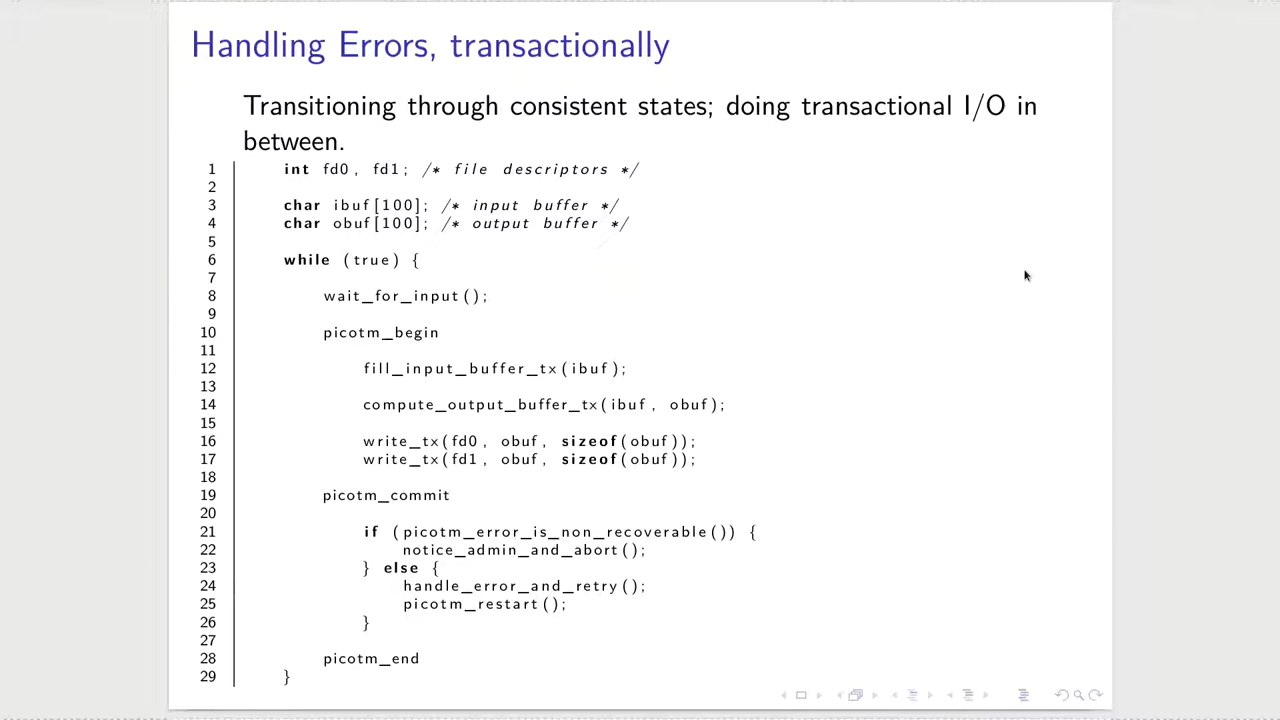 Handling Errors, transactionally
Transitioning through consistent states; doing transactional I/O in
between.
1 int fd0, fd1; /* file descriptors */
2
3 char ibuf[100]; /* input buffer */
4 char obuf[100]; /* output buffer */
5
6 while (true) {
7
8 wait_for_input();
9
10 picotm_begin
11
12 fill_input_buffer_tx(ibuf);
13
14 compute_output_buffer_tx(ibuf, obuf);
15
16 write_tx(fd0, obuf, sizeof(obuf));
17 write_tx(fd1, obuf, sizeof(obuf));
18
19 picotm_commit
20
21 if (picotm_error_is_non_recoverable()) {
22 notice_admin_and_abort();
23 } else {
24 handle_error_and_retry();
25 picotm_restart();
26 }
27
28 picotm_end
29 }